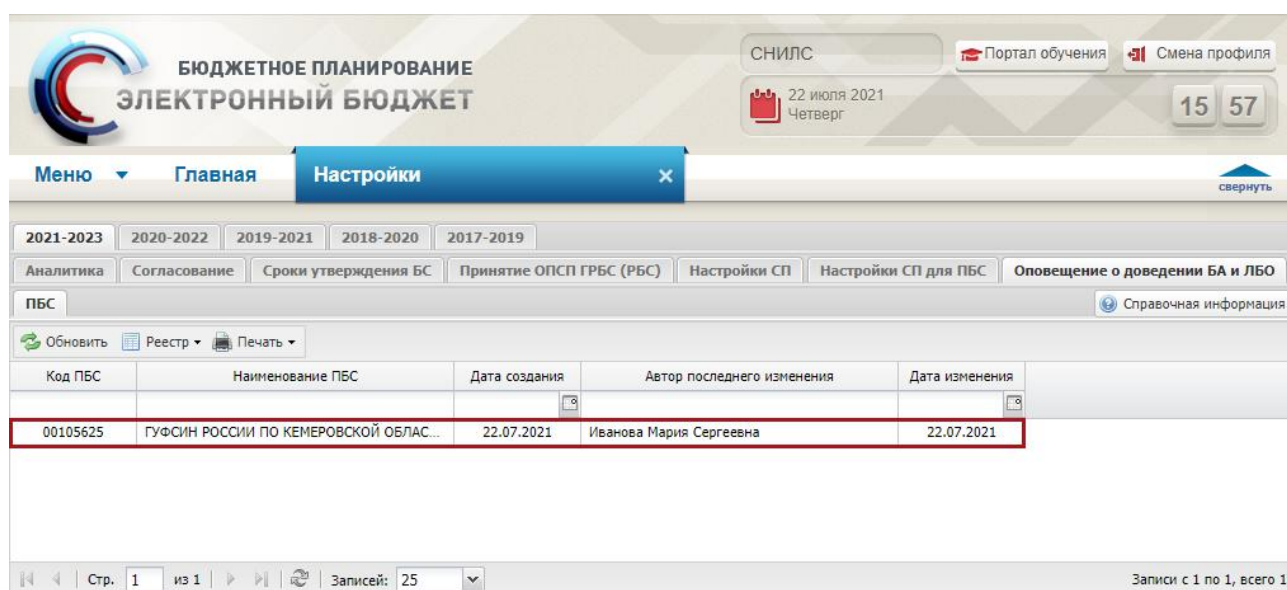 БЮДЖЕТНОЕ ПЛАНИРОВАНИЕ
ЭЛЕКТРОННЫЙ БЮДЖЕТ
СНИЛС
Портал обучения
Смена профиля
22 июля 2021
Четверг
15 57
Меню Главная Настройки
свернуть
2021-2023 2020-2022 2019-2021 2018-2020 2017-2019
Аналитика Согласование Сроки утверждения БС Принятие ОПСП ГРБС (РБС) Настройки СП Настройки СП для ПБС Оповещение о доведении БА и ЛБО
ПБС Справочная информация
Обновить Реестр Печать
Код ПБС Наименование ПБС Дата создания Автор последнего изменения Дата изменения
00105625 ГУФСИН РОССИИ ПО КЕМЕРОВСКОЙ ОБЛАС... 22.07.2021 Иванова Мария Сергеевна 22.07.2021
Стр. 1 из 1 Записей: 25 Записи с 1 по 1, всего 1